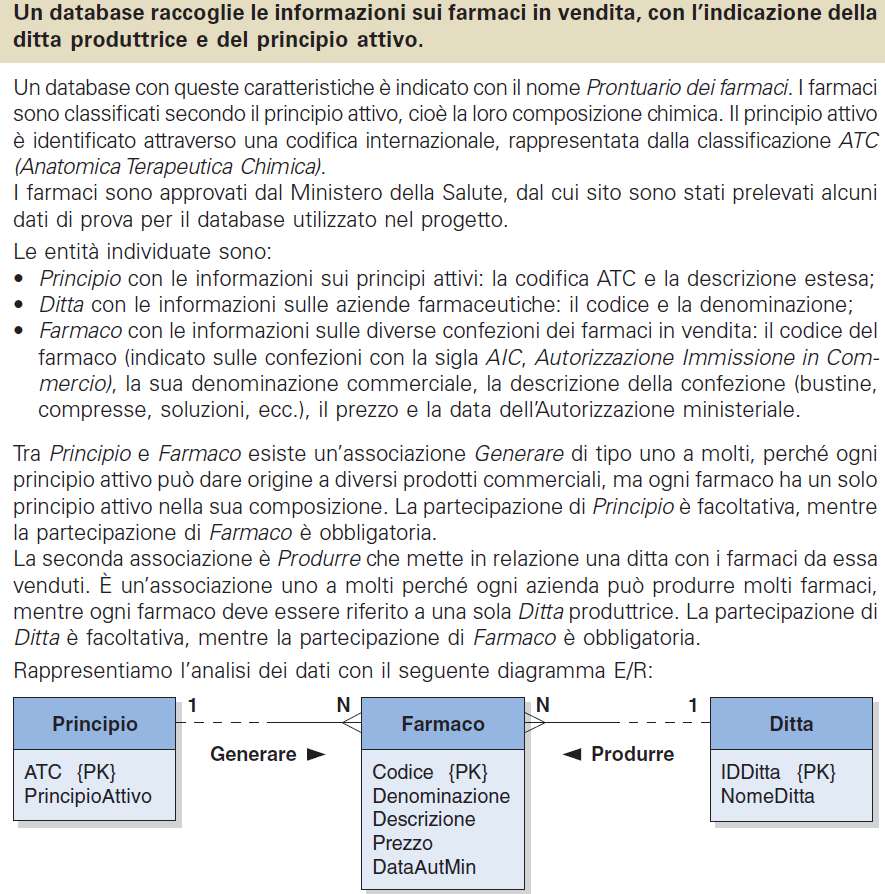 Un database raccoglie le informazioni sui farmaci in vendita, con l'indicazione della
ditta produttrice e del principio attivo.
Un database con queste caratteristiche è indicato con il nome Prontuario dei farmaci. I farmaci
sono classificati secondo il principio attivo, cioè la loro composizione chimica. Il principio attivo
è identificato attraverso una codifica internazionale, rappresentata dalla classificazione ATC
(Anatomica Terapeutica Chimica).
I farmaci sono approvati dal Ministero della Salute, dal cui sito sono stati prelevati alcuni
dati di prova per il database utilizzato nel progetto.
Le entità individuate sono:
• Principio con le informazioni sui principi attivi: la codifica ATC e la descrizione estesa;
• Ditta con le informazioni sulle aziende farmaceutiche: il codice e la denominazione;
• Farmaco con le informazioni sulle diverse confezioni dei farmaci in vendita: il codice del
farmaco (indicato sulle confezioni con la sigla AIC, Autorizzazione Immissione in Com-
mercio), la sua denominazione commerciale, la descrizione della confezione (bustine,
compresse, soluzioni, ecc.), il prezzo e la data dell'Autorizzazione ministeriale.
Tra Principio e Farmaco esiste un'associazione Generare di tipo uno a molti, perché ogni
principio attivo può dare origine a diversi prodotti commerciali, ma ogni farmaco ha un solo
principio attivo nella sua composizione. La partecipazione di Principio è facoltativa, mentre
la partecipazione di Farmaco è obbligatoria.
La seconda associazione è Produrre che mette in relazione una ditta con i farmaci da essa
venduti. È un'associazione uno a molti perché ogni azienda può produrre molti farmaci,
mentre ogni farmaco deve essere riferito a una sola Ditta produttrice. La partecipazione di
Ditta è facoltativa, mentre la partecipazione di Farmaco è obbligatoria.
Rappresentiamo l'analisi dei dati con il seguente diagramma E/R:
1 N N 1
Principio Farmaco Ditta
Generare ► ◄ Produrre
ATC {PK} Codice {PK} IDDitta {PK}
PrincipioAttivo Denominazione NomeDitta
Descrizione
Prezzo
DataAutMin